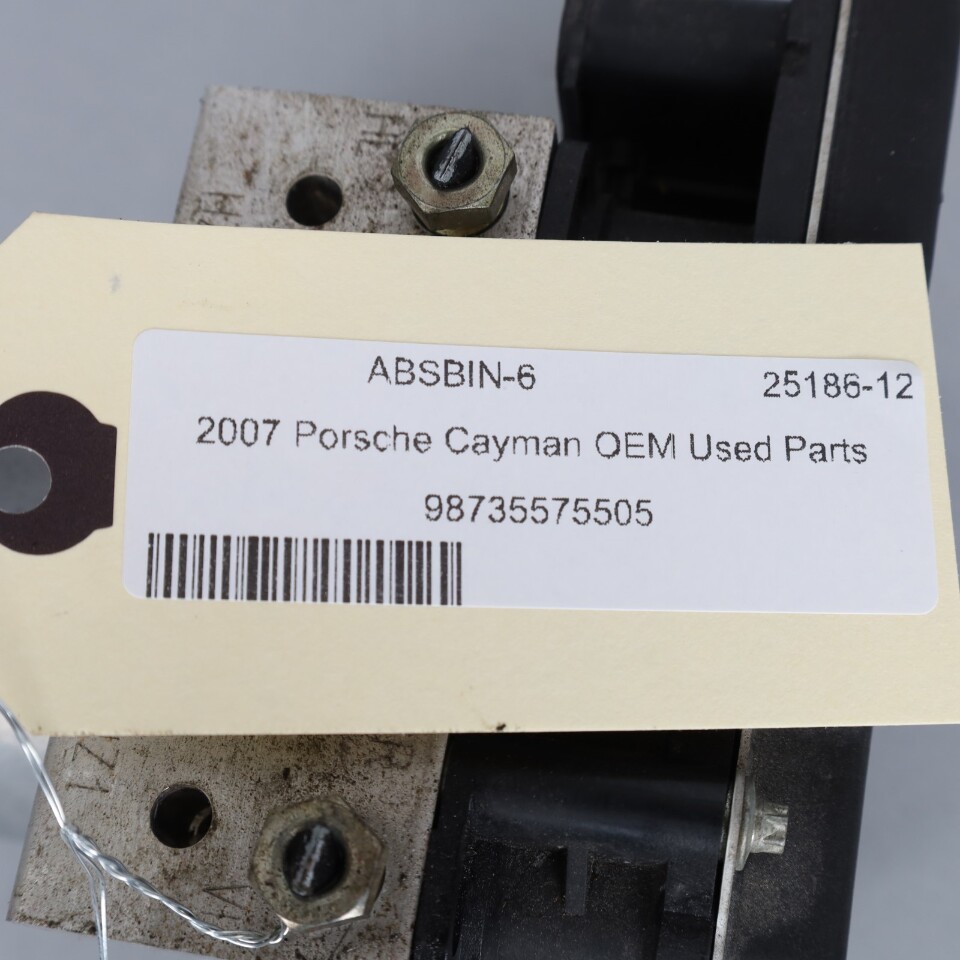 ABSBIN-6 25186-12
2007 Porsche Cayman OEM Used Parts
98735575505